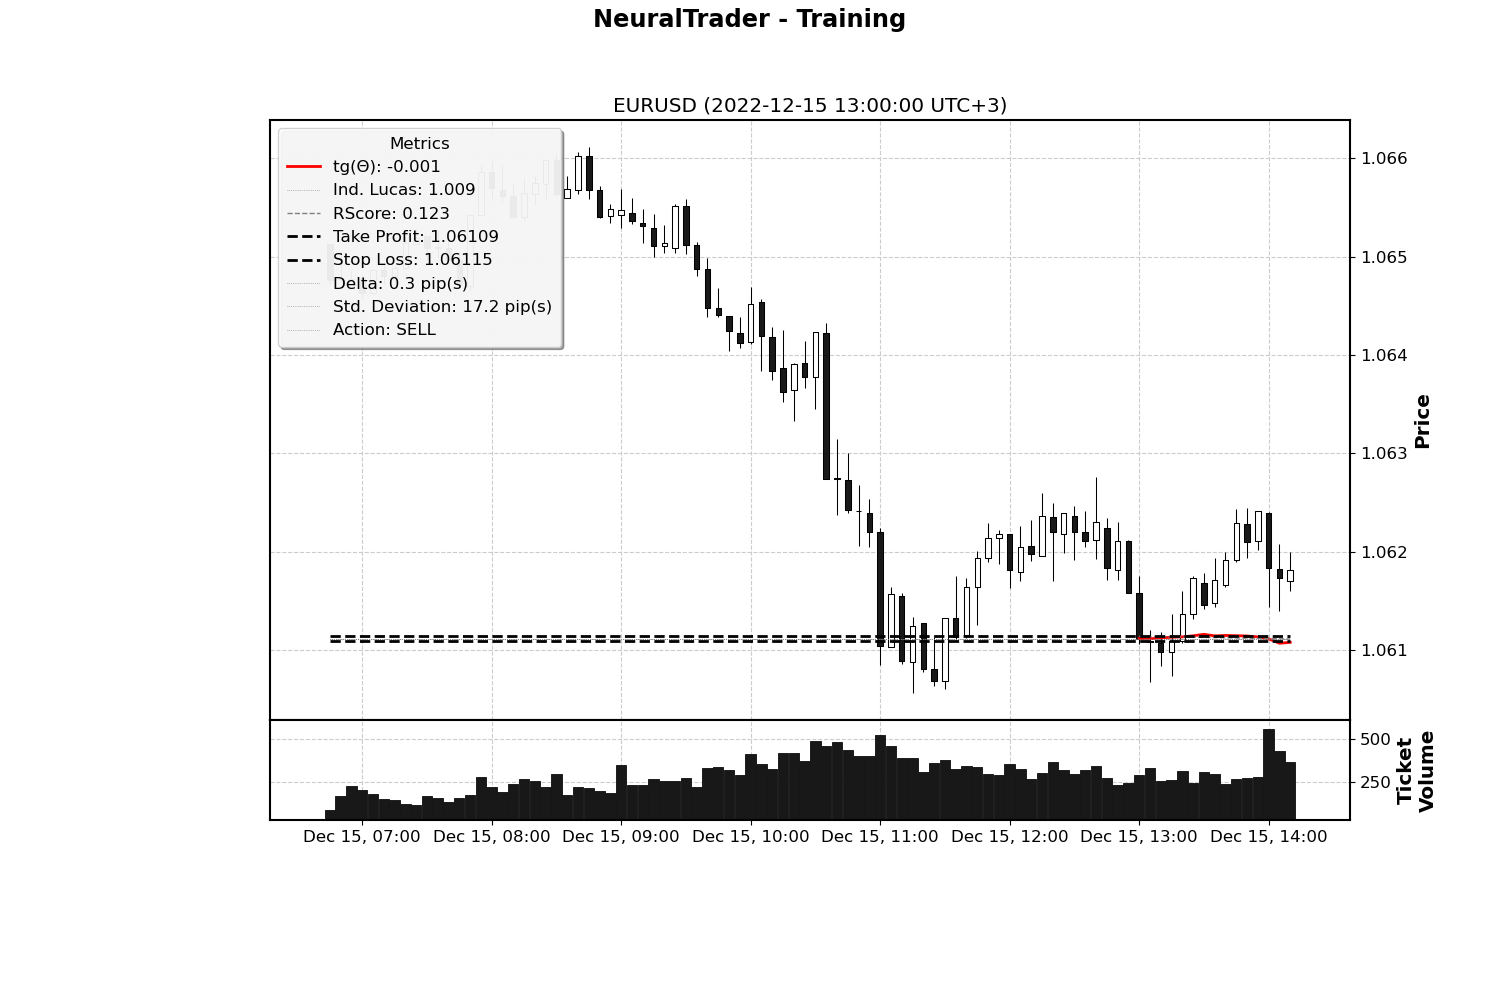 NeuralTrader - Training
EURUSD (2022-12-15 13:00:00 UTC+3)
Metrics
tg(Θ): -0.001
Ind. Lucas: 1.009
RScore: 0.123
Take Profit: 1.06109
Stop Loss: 1.06115
Delta: 0.3 pip(s)
Std. Deviation: 17.2 pip(s)
Action: SELL
1.066
1.065
1.064
1.063
1.062
1.061
Price
500
250
Ticket
Volume
Dec 15, 07:00 Dec 15, 08:00 Dec 15, 09:00 Dec 15, 10:00 Dec 15, 11:00 Dec 15, 12:00 Dec 15, 13:00 Dec 15, 14:00